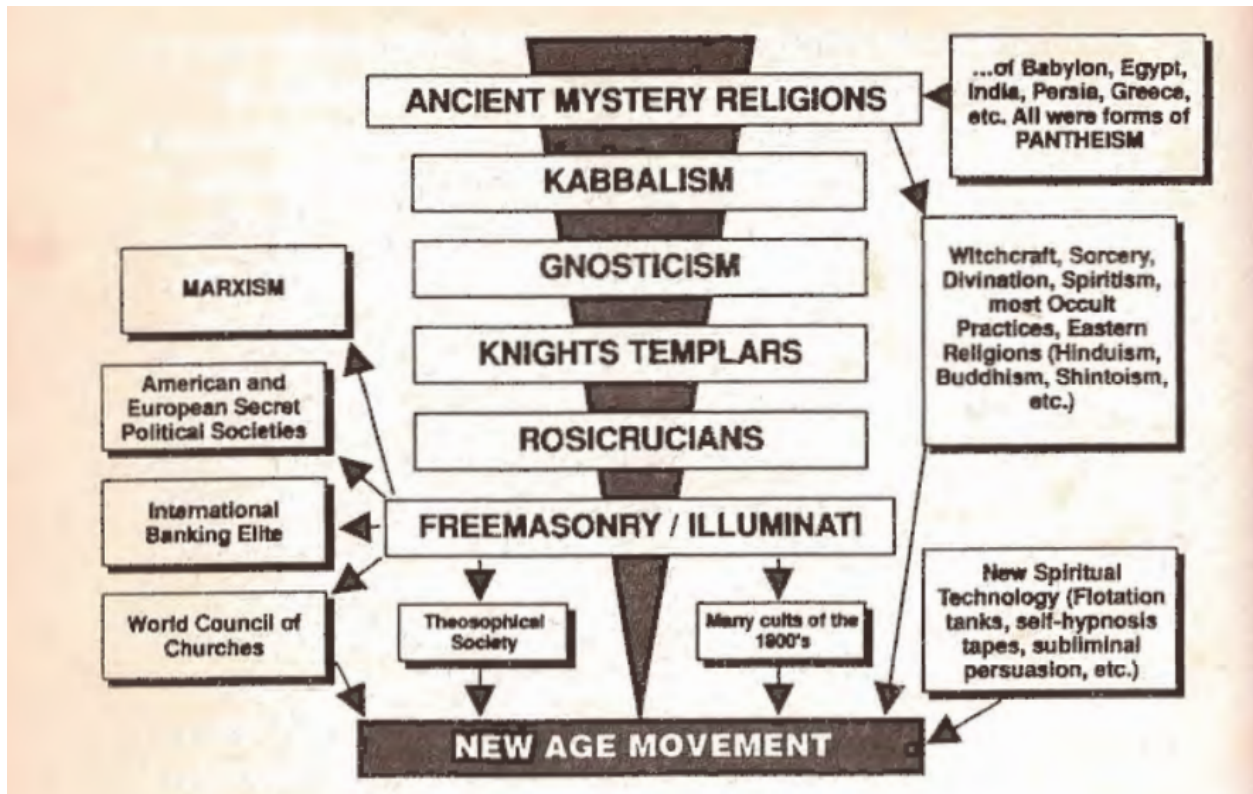 ANCIENT MYSTERY RELIGIONS
...of Babylon, Egypt,
India, Persia, Greece,
etc. All were forms of
PANTHEISM
KABBALISM
GNOSTICISM
KNIGHTS TEMPLARS
ROSICRUCIANS
FREEMASONRY / ILLUMINATI
Witchcraft, Sorcery,
Divination, Spiritism,
most Occult
Practices, Eastern
Religions (Hinduism,
Buddhism, Shintoism,
etc.)
MARXISM
American and
European Secret
Political Societies
International
Banking Elite
World Council of
Churches
Theosophical
Society
Many cults of the
1800's
New Spiritual
Technology (Flotation
tanks, self-hypnosis
tapes, subliminal
persuasion, etc.)
NEW AGE MOVEMENT